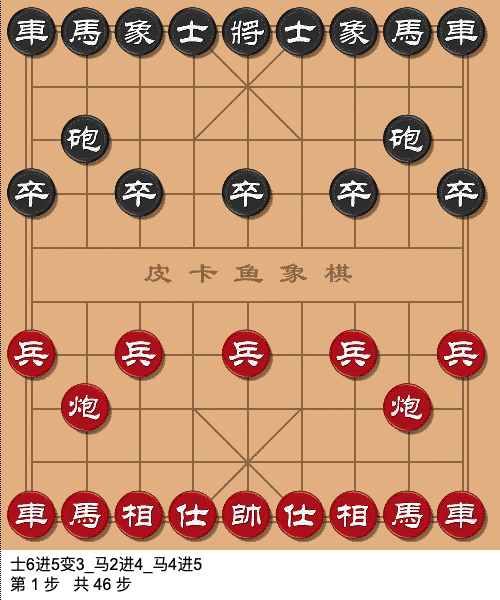 車馬象士將士象馬車
砲砲
卒卒卒卒卒
皮卡鱼象棋
兵兵兵兵兵
炮炮
車馬相仕帥仕相馬車
士6进5变3_马2进4_马4进5
第 1 步 共 46 步